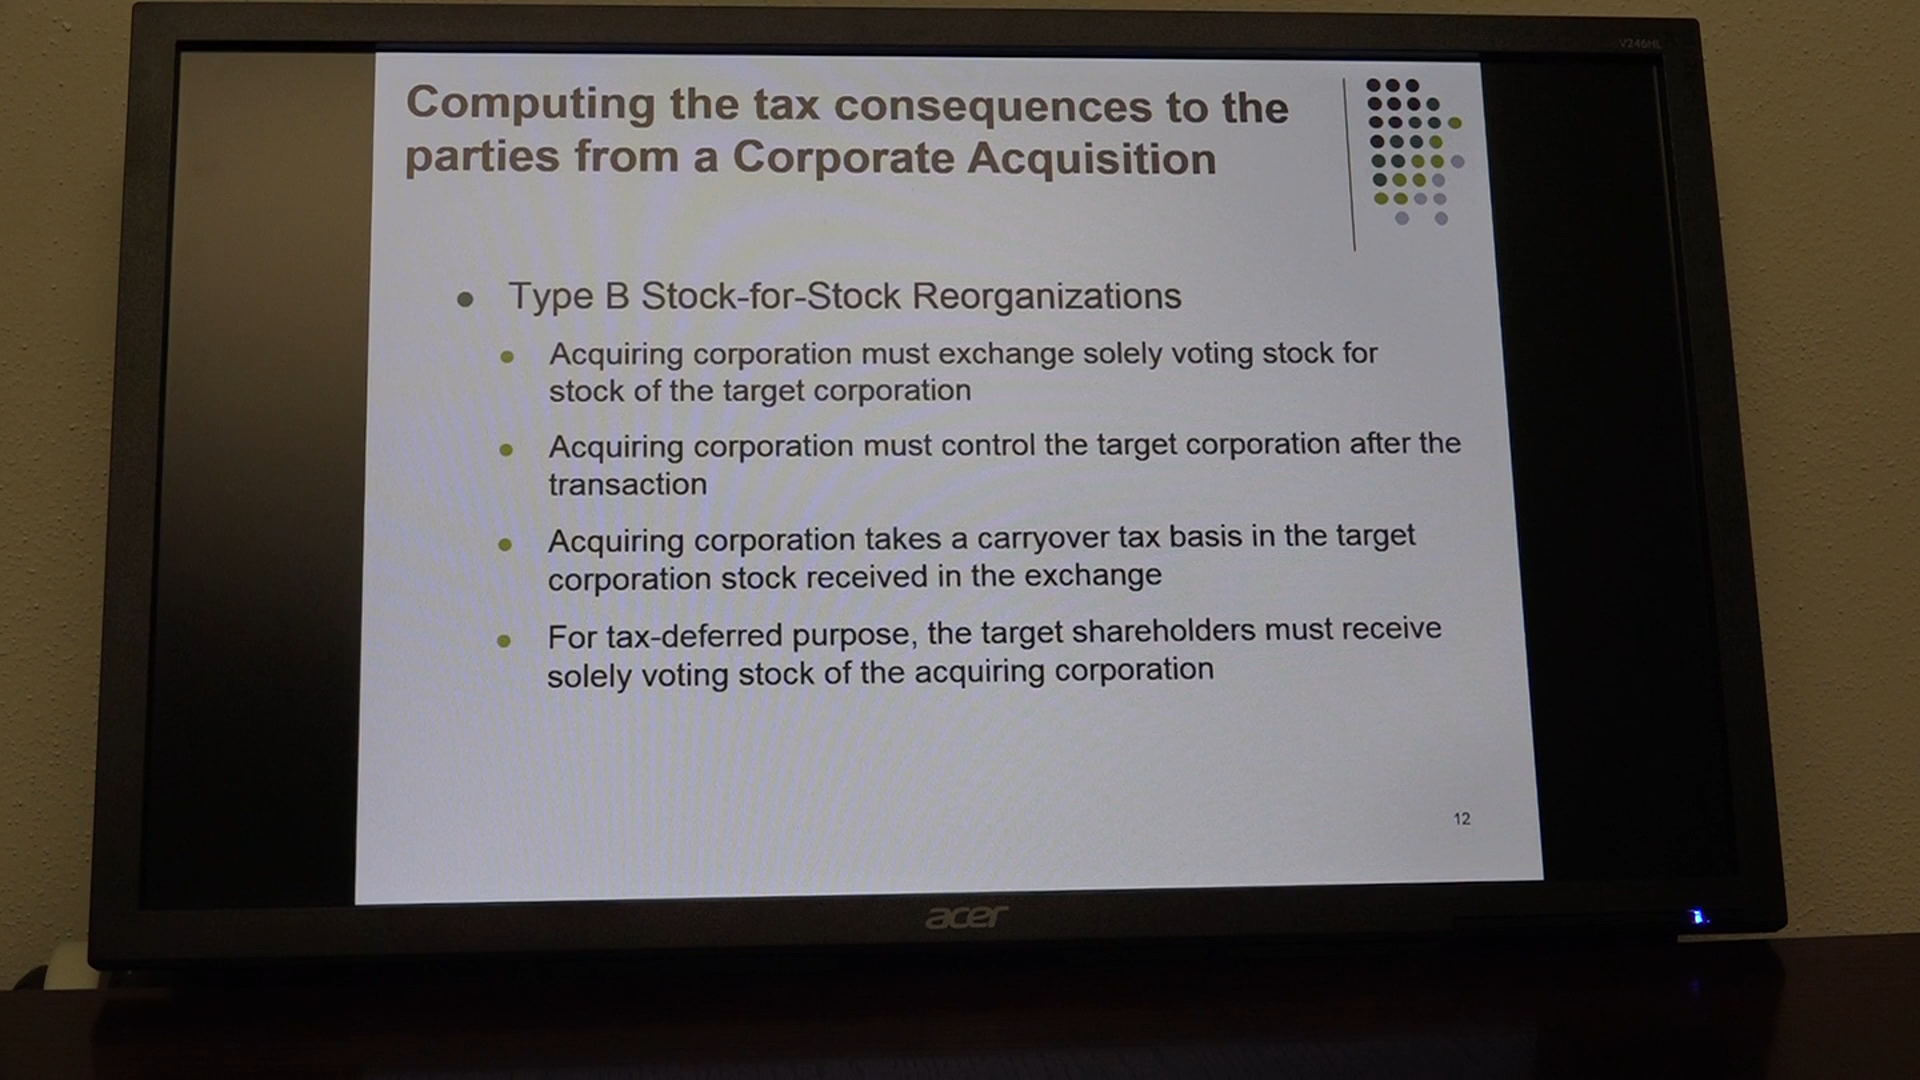 V246HL
Computing the tax consequences to the
parties from a Corporate Acquisition
Type B Stock-for-Stock Reorganizations
Acquiring corporation must exchange solely voting stock for
stock of the target corporation
Acquiring corporation must control the target corporation after the
transaction
Acquiring corporation takes a carryover tax basis in the target
corporation stock received in the exchange
For tax-deferred purpose, the target shareholders must receive
solely voting stock of the acquiring corporation
12
acer